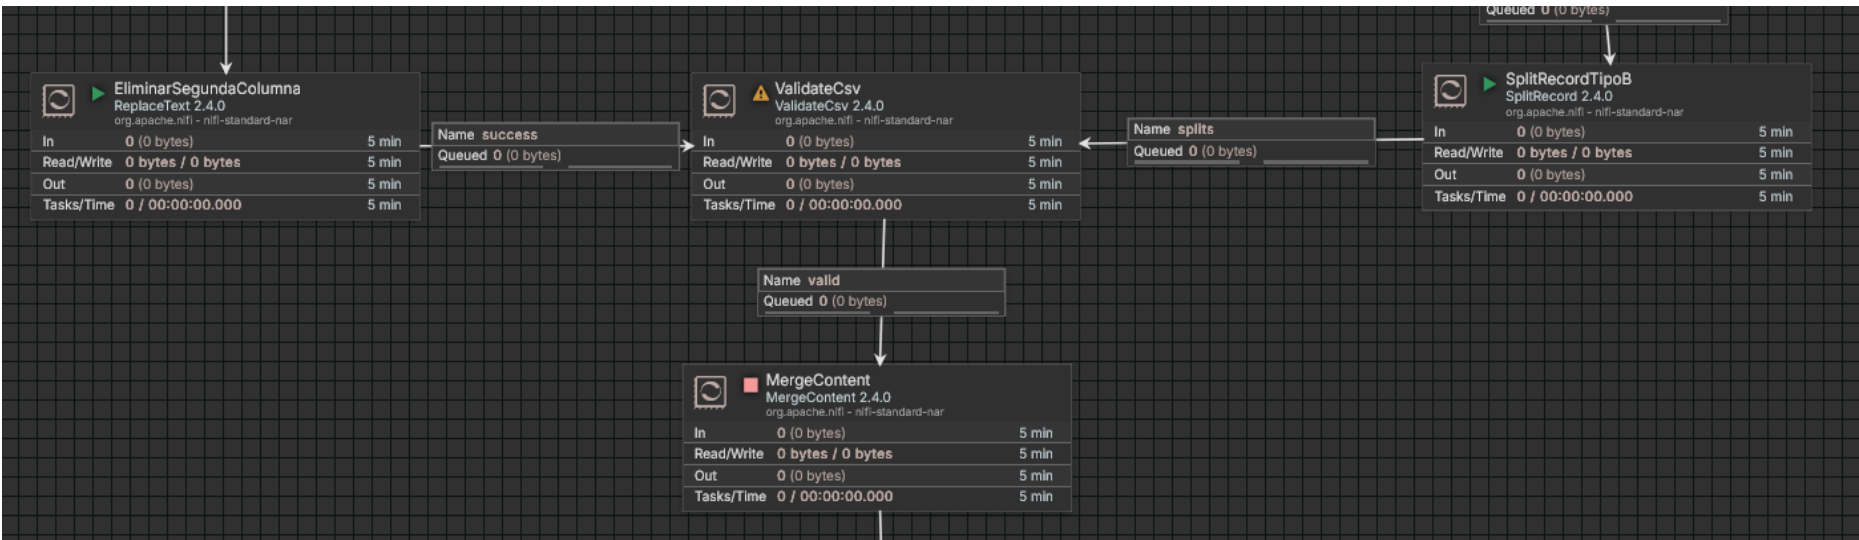 Queued 0 (0 bytes)
EliminarSegundaColumna
ReplaceText 2.4.0
org.apache.nifi - nifi-standard-nar
In 0 (0 bytes) 5 min
Read/Write 0 bytes / 0 bytes 5 min
Out 0 (0 bytes) 5 min
Tasks/Time 0 / 00:00:00.000 5 min
Name success
Queued 0 (0 bytes)
ValidateCsv
ValidateCsv 2.4.0
org.apache.nifi - nifi-standard-nar
In 0 (0 bytes) 5 min
Read/Write 0 bytes / 0 bytes 5 min
Out 0 (0 bytes) 5 min
Tasks/Time 0 / 00:00:00.000 5 min
Name splits
Queued 0 (0 bytes)
SplitRecordTipoB
SplitRecord 2.4.0
org.apache.nifi - nifi-standard-nar
In 0 (0 bytes) 5 min
Read/Write 0 bytes / 0 bytes 5 min
Out 0 (0 bytes) 5 min
Tasks/Time 0 / 00:00:00.000 5 min
Name valid
Queued 0 (0 bytes)
MergeContent
MergeContent 2.4.0
org.apache.nifi - nifi-standard-nar
In 0 (0 bytes) 5 min
Read/Write 0 bytes / 0 bytes 5 min
Out 0 (0 bytes) 5 min
Tasks/Time 0 / 00:00:00.000 5 min